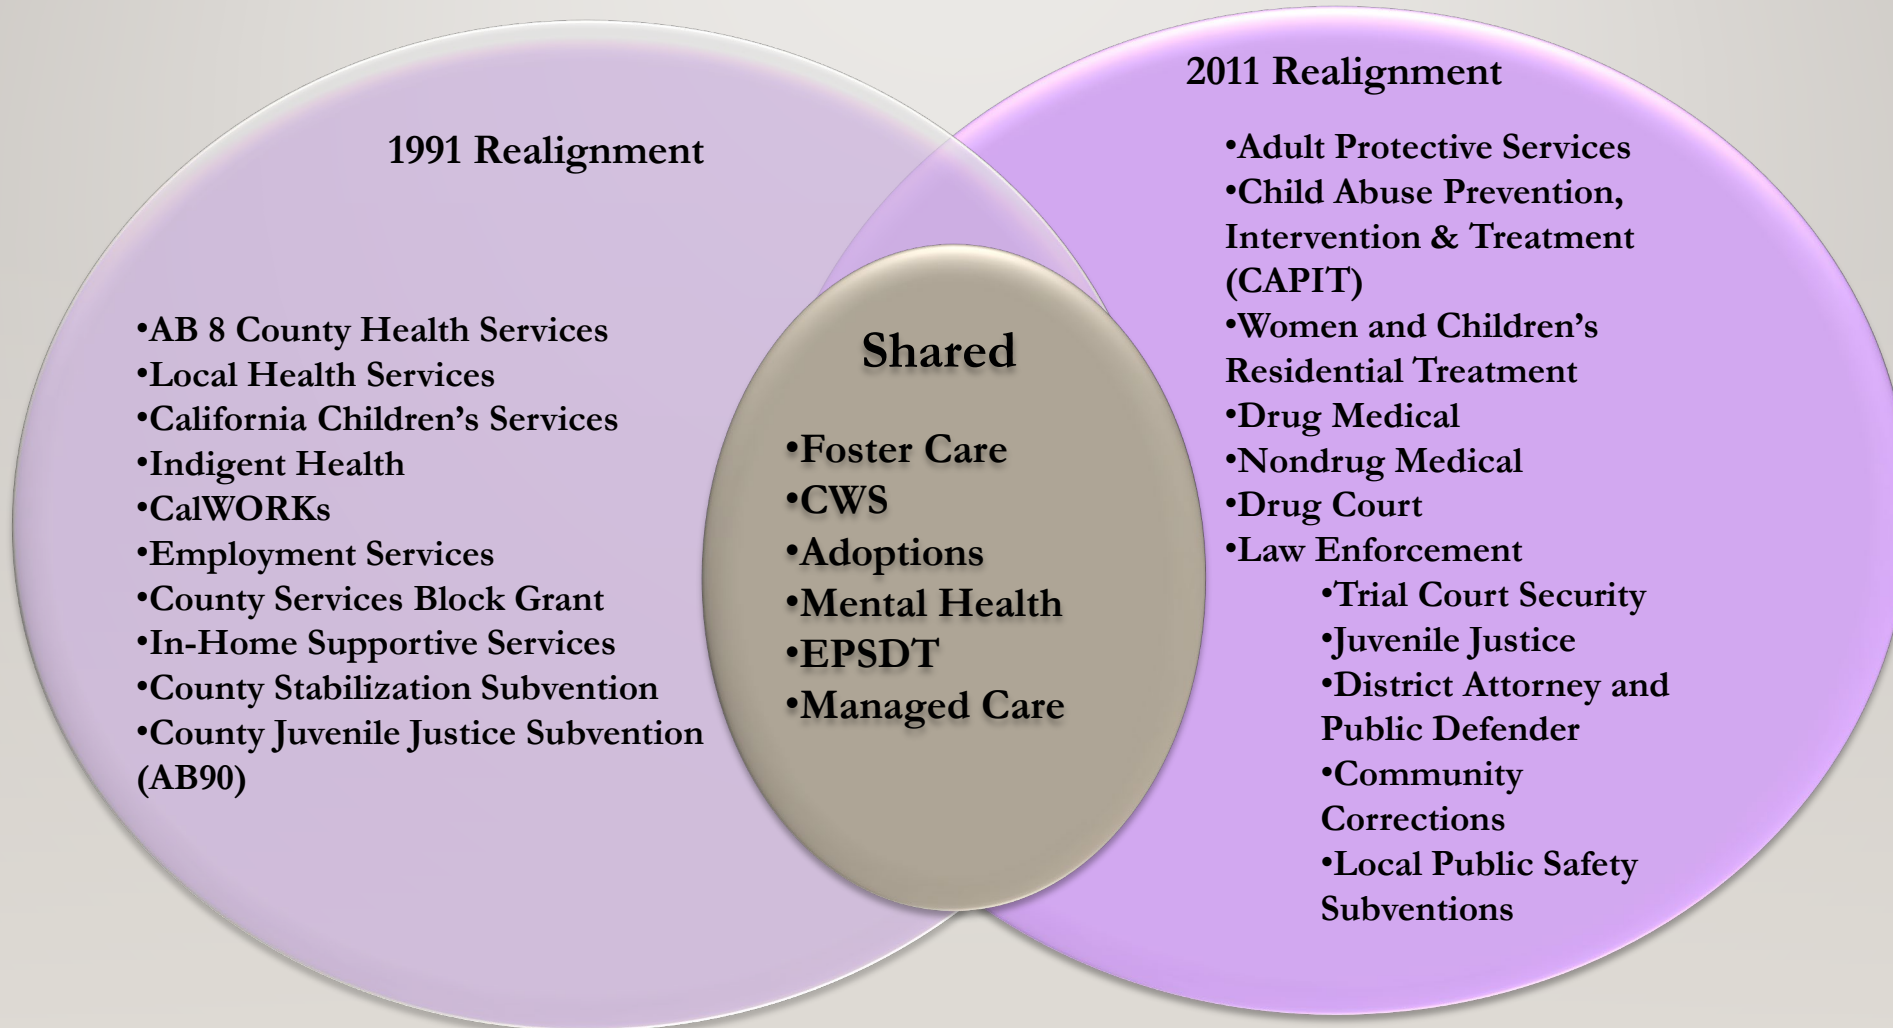 1991 Realignment
•AB 8 County Health Services
•Local Health Services
•California Children’s Services
•Indigent Health
•CalWORKs
•Employment Services
•County Services Block Grant
•In-Home Supportive Services
•County Stabilization Subvention
•County Juvenile Justice Subvention
(AB90)
Shared
•Foster Care
•CWS
•Adoptions
•Mental Health
•EPSDT
•Managed Care
2011 Realignment
•Adult Protective Services
•Child Abuse Prevention,
Intervention & Treatment
(CAPIT)
•Women and Children’s
Residential Treatment
•Drug Medical
•Nondrug Medical
•Drug Court
•Law Enforcement
•Trial Court Security
•Juvenile Justice
•District Attorney and
Public Defender
•Community
Corrections
•Local Public Safety
Subventions